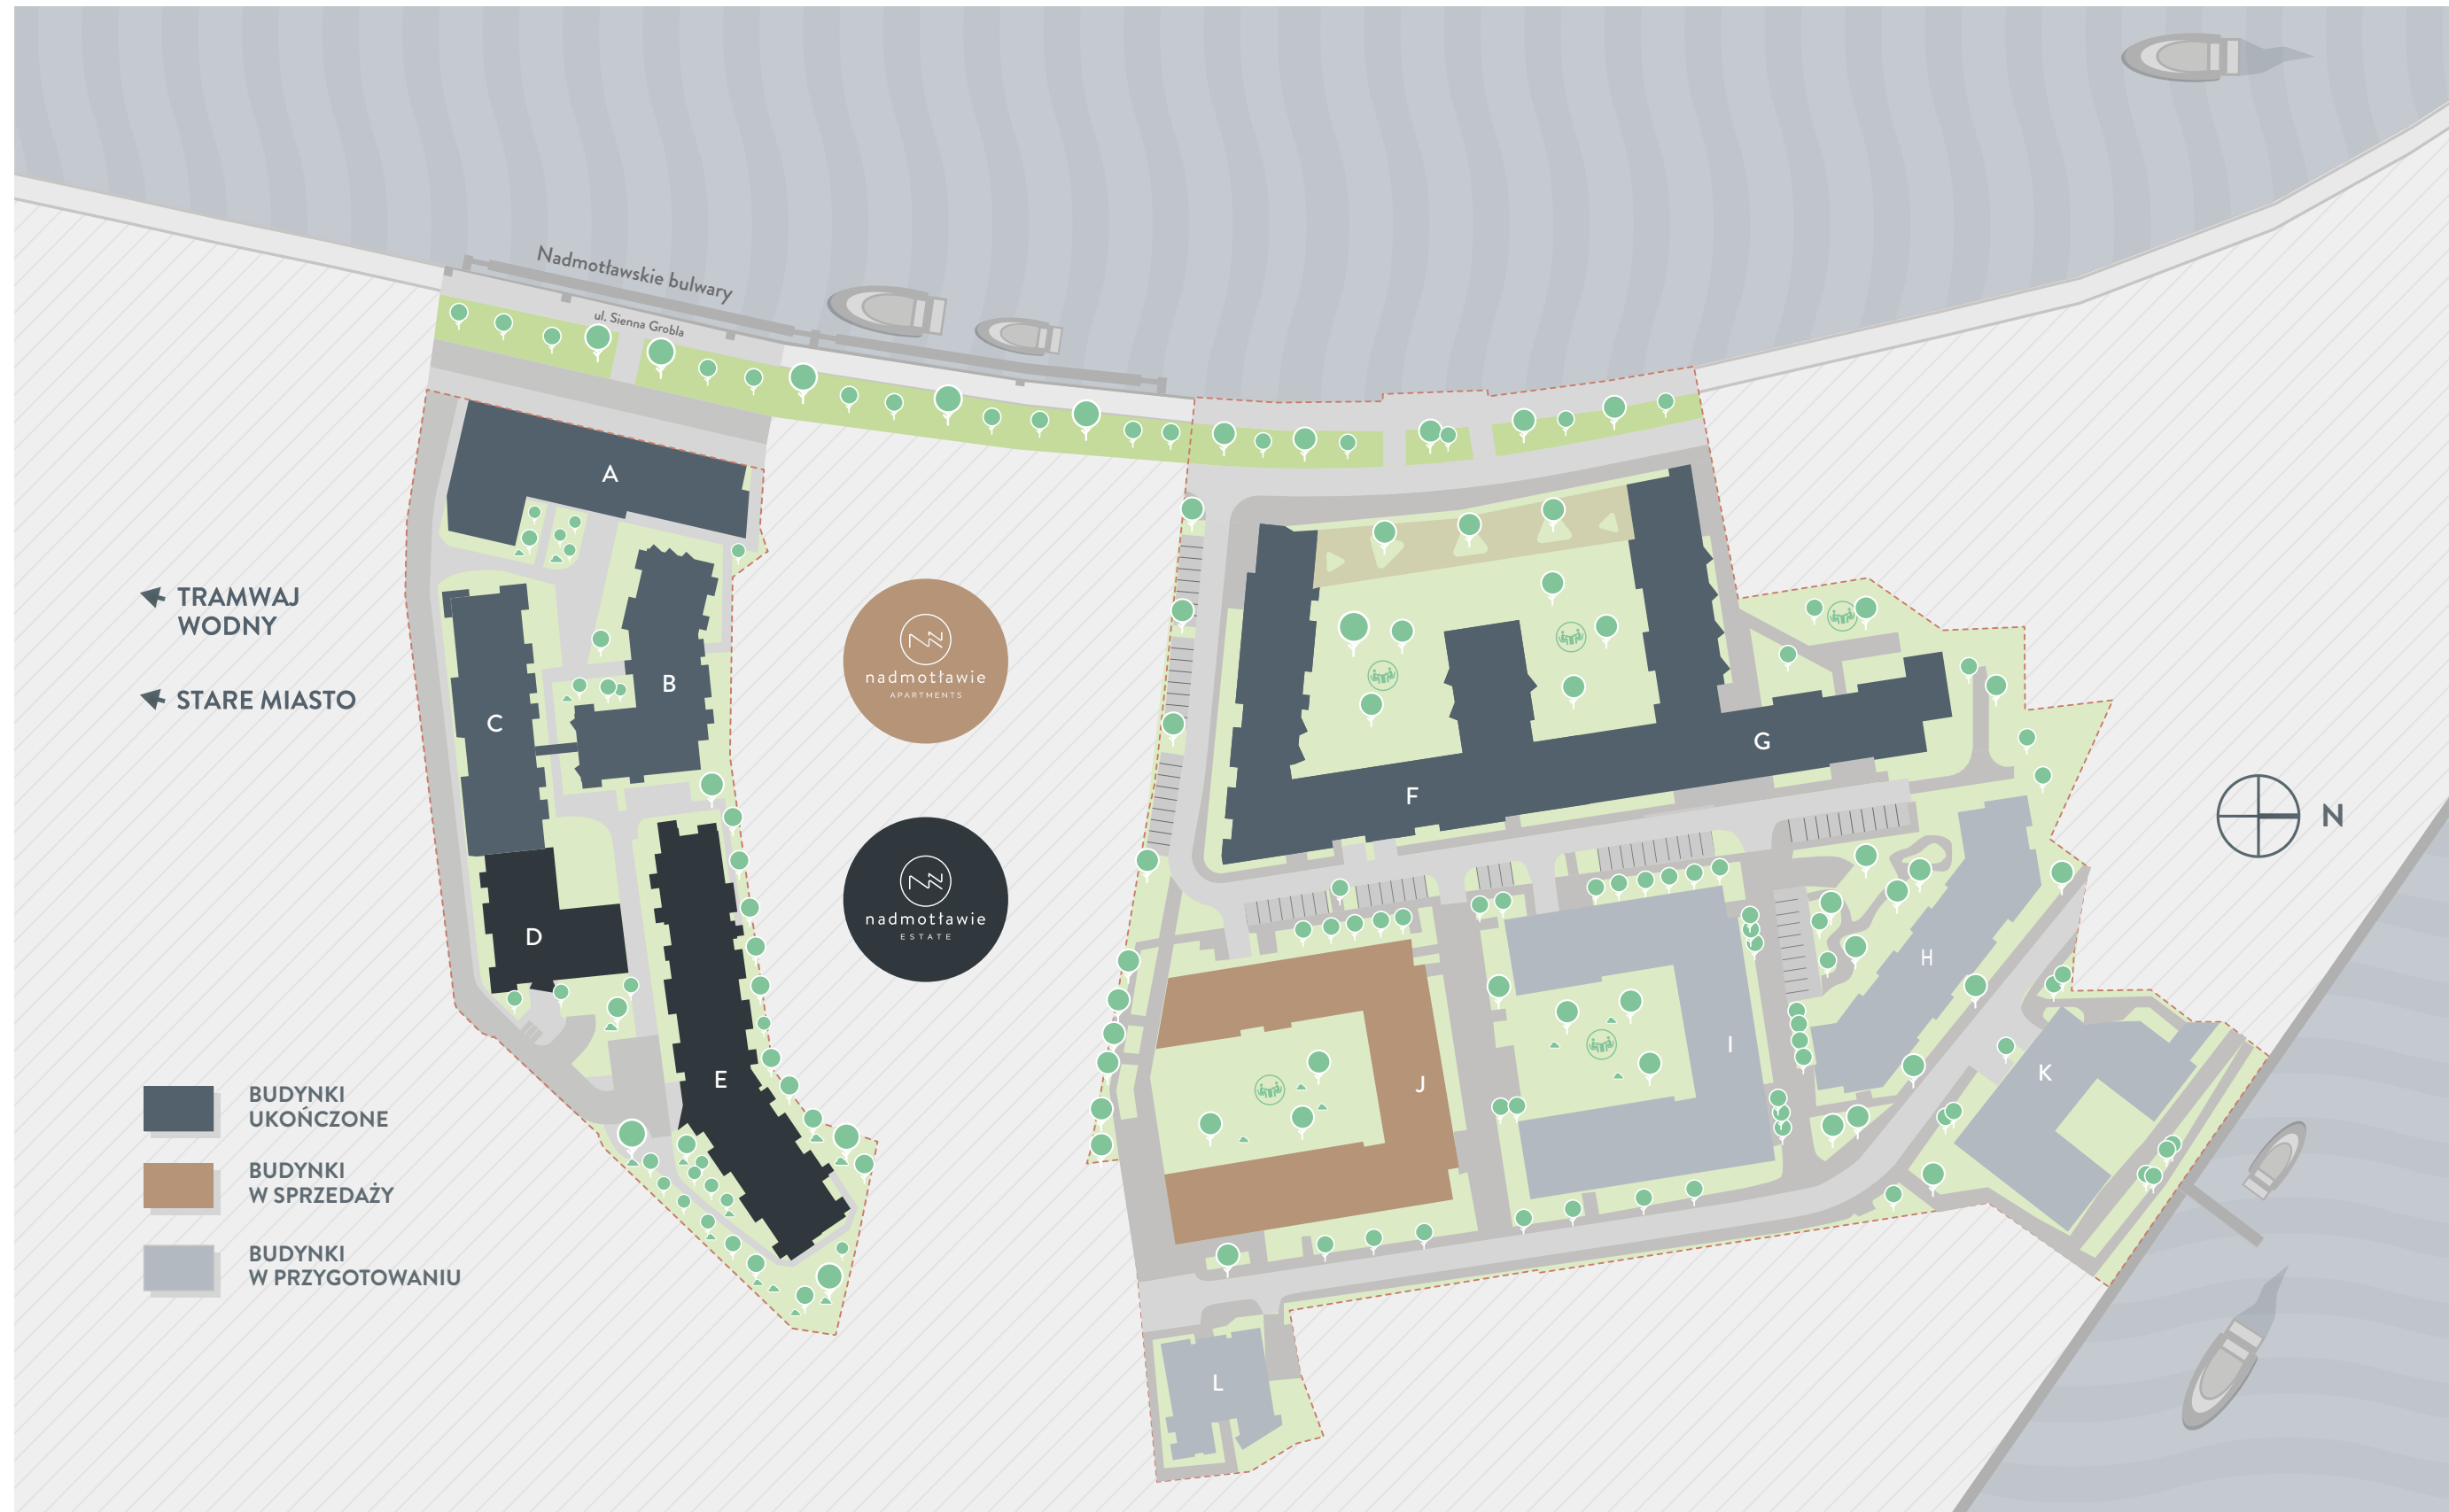 Nadmotławskie bulwary
ul. Sienna Grobla
A
TRAMWAJ
WODNY
STARE MIASTO
B
C
D
E
nadmotławie
APARTMENTS
nadmotławie
ESTATE
F
G
H
I
J
K
L
N
BUDYNKI
UKOŃCZONE
BUDYNKI
W SPRZEDAŻY
BUDYNKI
W PRZYGOTOWANIU